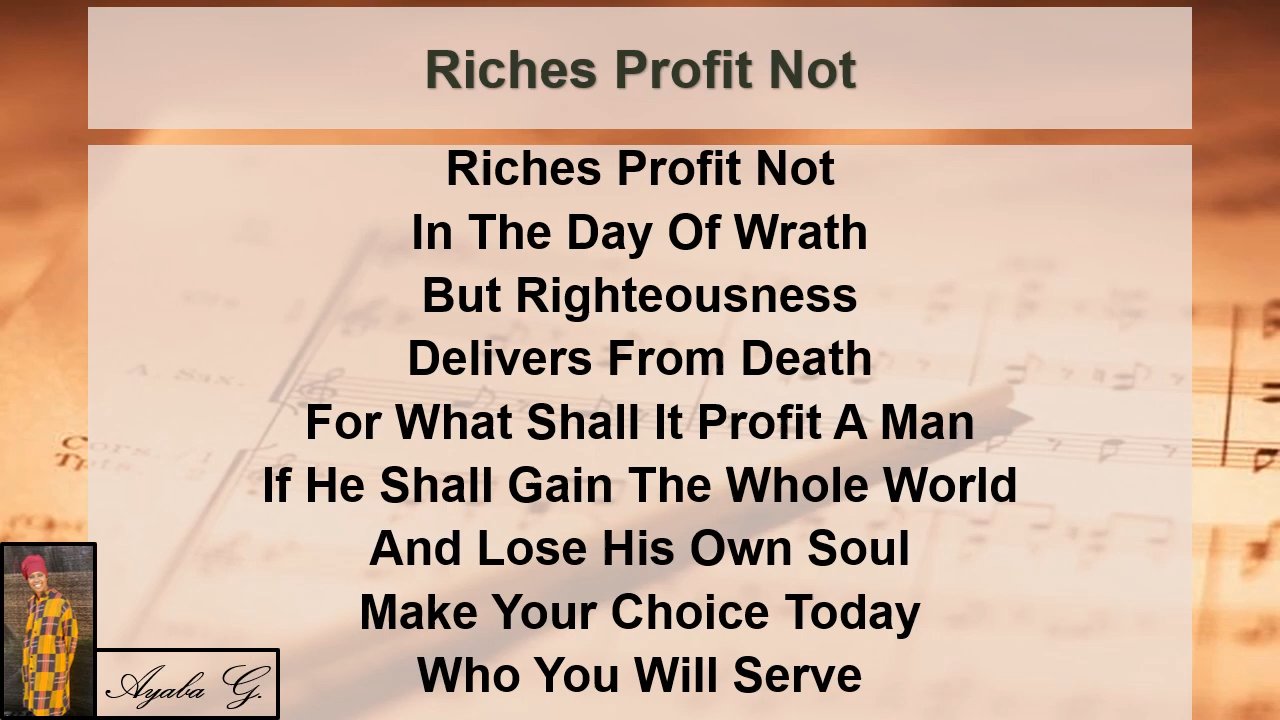 Riches Profit Not
Riches Profit Not
In The Day Of Wrath
But Righteousness
Delivers From Death
For What Shall It Profit A Man
If He Shall Gain The Whole World
And Lose His Own Soul
Make Your Choice Today
Who You Will Serve
A. Sax.
Ayaba G.